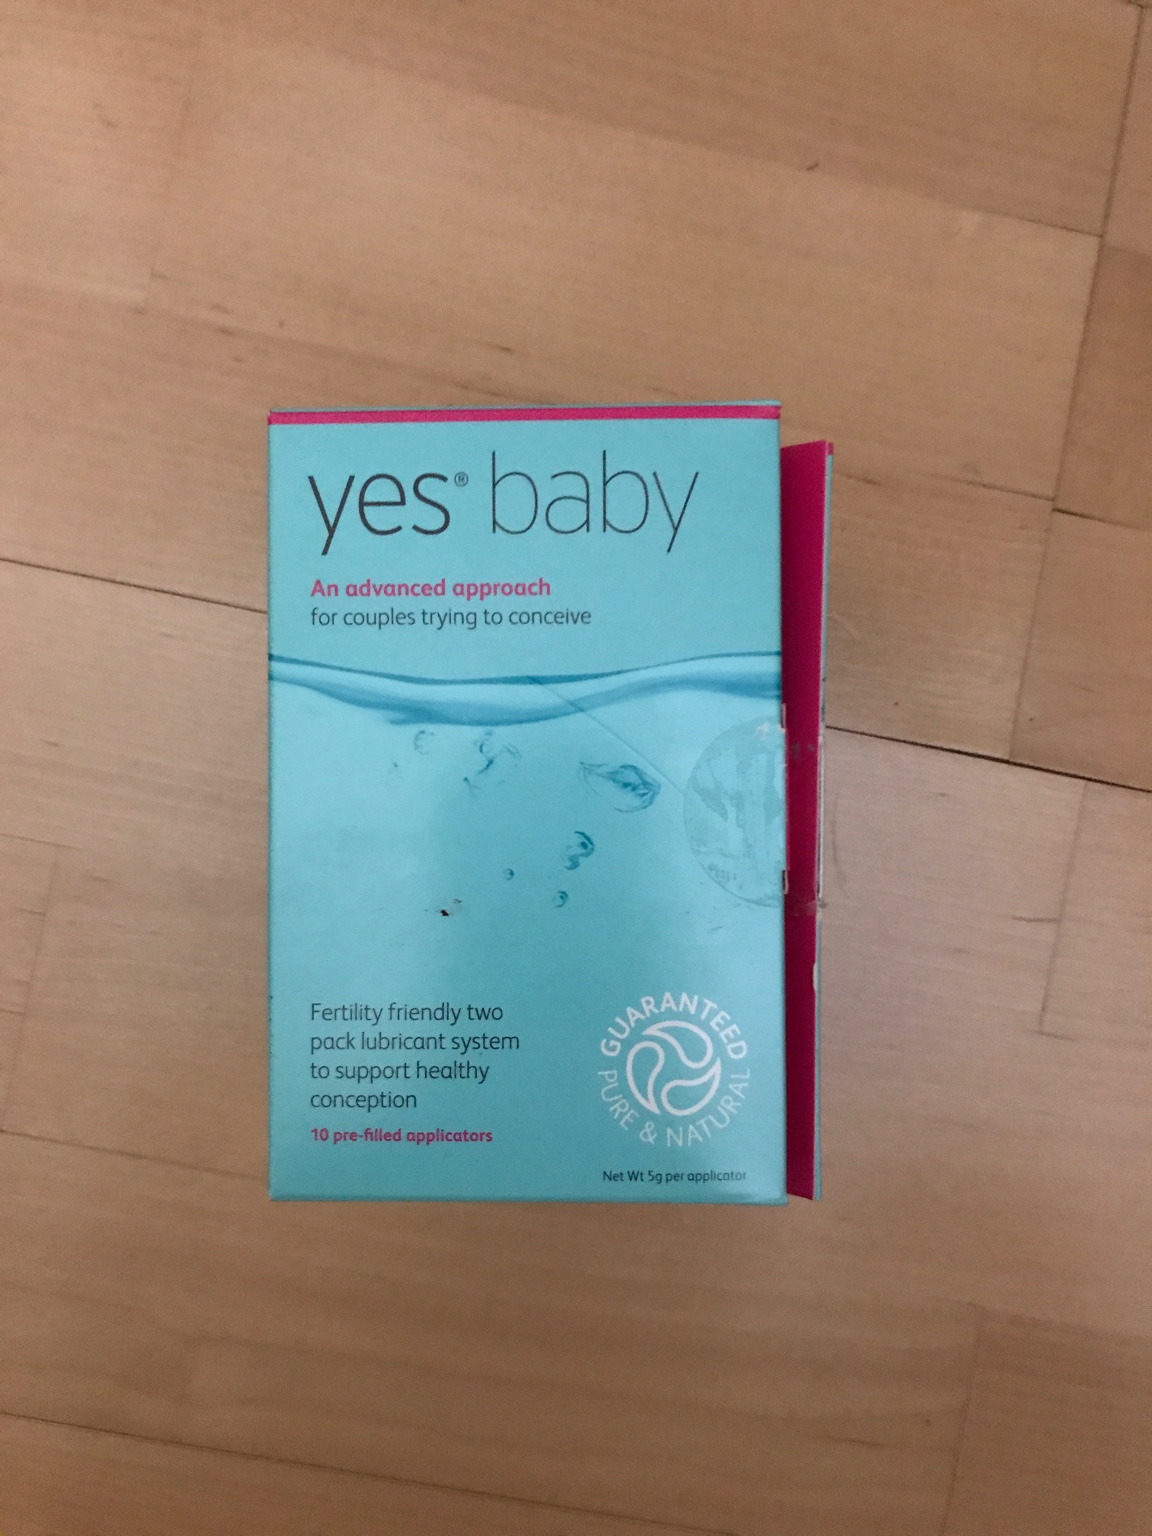 yes® baby
An advanced approach
for couples trying to conceive
Fertility friendly two
pack lubricant system
to support healthy
conception
10 pre-filled applicators
GUARANTEED
PURE & NATURAL
Net Wt 5g per applicator